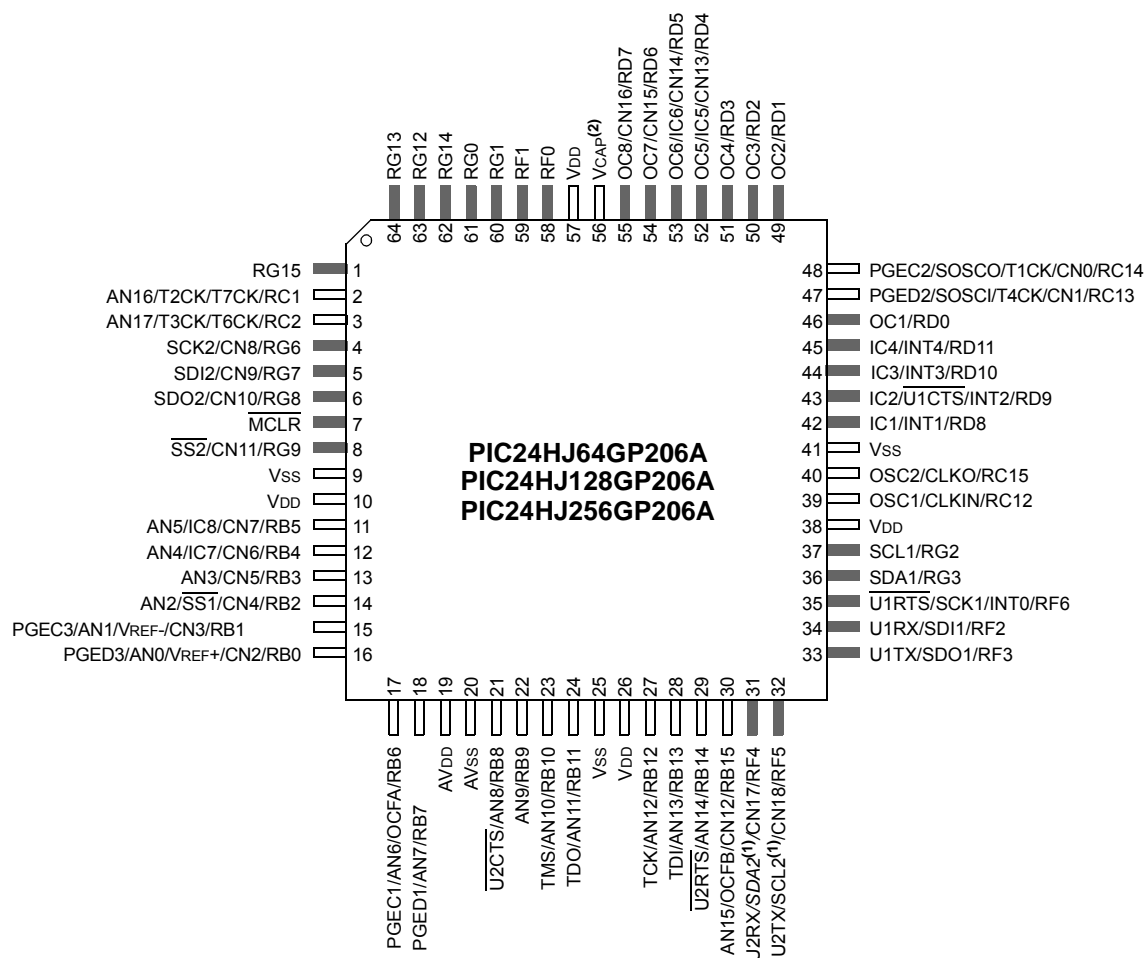 RG13
RG12
RG14
RG0
RG1
RF1
RF0
VDD
VCAP(2)
OC8/CN16/RD7
OC7/CN15/RD6
OC6/IC6/CN14/RD5
OC5/IC5/CN13/RD4
OC4/RD3
OC3/RD2
OC2/RD1
64
63
62
61
60
59
58
57
56
55
54
53
52
51
50
49
RG15 1
AN16/T2CK/T7CK/RC1 2
AN17/T3CK/T6CK/RC2 3
SCK2/CN8/RG6 4
SDI2/CN9/RG7 5
SDO2/CN10/RG8 6
MCLR 7
SS2/CN11/RG9 8
VSS 9
VDD 10
AN5/IC8/CN7/RB5 11
AN4/IC7/CN6/RB4 12
AN3/CN5/RB3 13
AN2/SS1/CN4/RB2 14
PGEC3/AN1/VREF-/CN3/RB1 15
PGED3/AN0/VREF+/CN2/RB0 16
PIC24HJ64GP206A
PIC24HJ128GP206A
PIC24HJ256GP206A
48 PGEC2/SOSCO/T1CK/CN0/RC14
47 PGED2/SOSCI/T4CK/CN1/RC13
46 OC1/RD0
45 IC4/INT4/RD11
44 IC3/INT3/RD10
43 IC2/U1CTS/INT2/RD9
42 IC1/INT1/RD8
41 VSS
40 OSC2/CLKO/RC15
39 OSC1/CLKIN/RC12
38 VDD
37 SCL1/RG2
36 SDA1/RG3
35 U1RTS/SCK1/INT0/RF6
34 U1RX/SDI1/RF2
33 U1TX/SDO1/RF3
17
18
19
20
21
22
23
24
25
26
27
28
29
30
31
32
PGEC1/AN6/OCFA/RB6
PGED1/AN7/RB7
AVDD
AVSS
U2CTS/AN8/RB8
AN9/RB9
TMS/AN10/RB10
TDO/AN11/RB11
VSS
VDD
TCK/AN12/RB12
TDI/AN13/RB13
U2RTS/AN14/RB14
AN15/OCFB/CN12/RB15
U2RX/SDA2(1)/CN17/RF4
U2TX/SCL2(1)/CN18/RF5